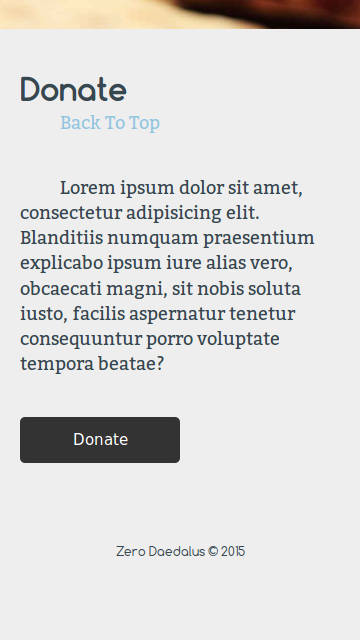 Donate
Back To Top
Lorem ipsum dolor sit amet,
consectetur adipisicing elit.
Blanditiis numquam praesentium
explicabo ipsum iure alias vero,
obcaecati magni, sit nobis soluta
iusto, facilis aspernatur tenetur
consequuntur porro voluptate
tempora beatae?
Donate
Zero Daedalus © 2015